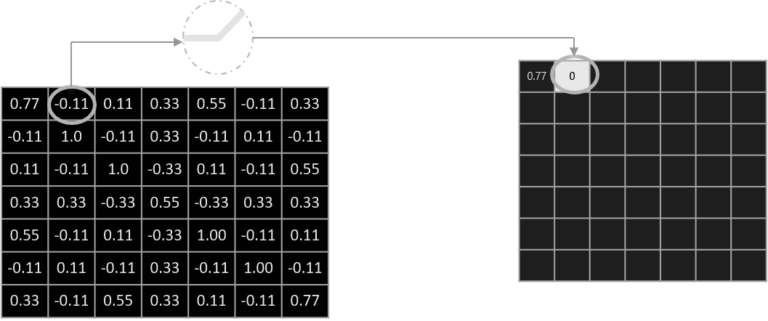 0.77 -0.11 0.11 0.33 0.55 -0.11 0.33
-0.11 1.0 -0.11 0.33 -0.11 0.11 -0.11
0.11 -0.11 1.0 -0.33 0.11 -0.11 0.55
0.33 0.33 -0.33 0.55 -0.33 0.33 0.33
0.55 -0.11 0.11 -0.33 1.00 -0.11 0.11
-0.11 0.11 -0.11 0.33 -0.11 1.00 -0.11
0.33 -0.11 0.55 0.33 0.11 -0.11 0.77
0.77 0